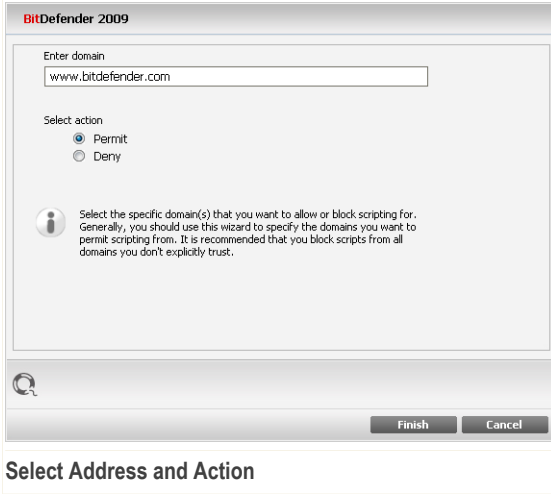 BitDefender 2009
Enter domain
www.bitdefender.com
Select action
Permit
Deny
Select the specific domain(s) that you want to allow or block scripting for.
Generally, you should use this wizard to specify the domains you want to
permit scripting from. It is recommended that you block scripts from all
domains you don't explicitly trust.
Finish
Cancel
Select Address and Action